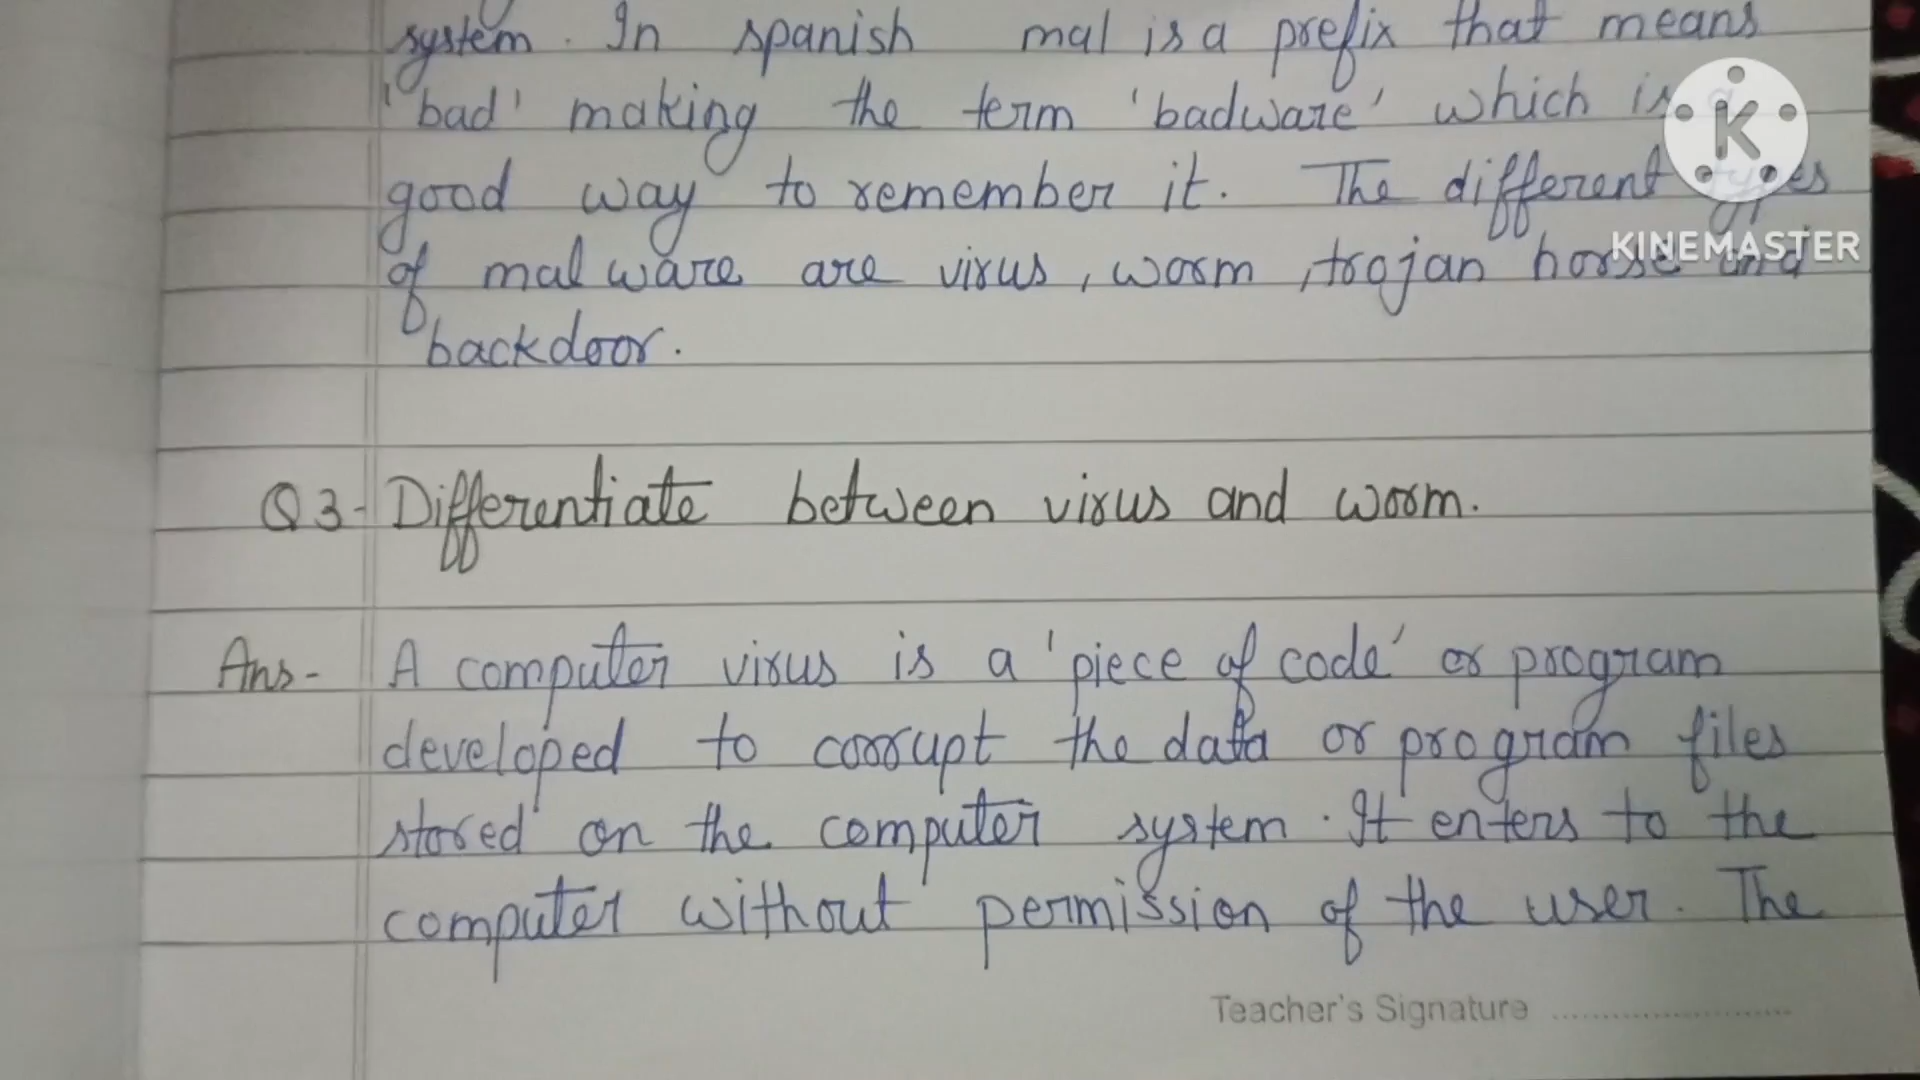 system. In spanish mal is a prefix that means
'bad' making the term 'badware' which is a
good way to remember it. The different types
of malware are virus, worm, trojan horse and
backdoor.
Q3- Differentiate between virus and worm.
Ans- A computer virus is a 'piece of code' or program
developed to corrupt the data or program files
stored on the computer system. It enters to the
computer without permission of the user. The
Teacher's Signature ........................
K
KINEMASTER